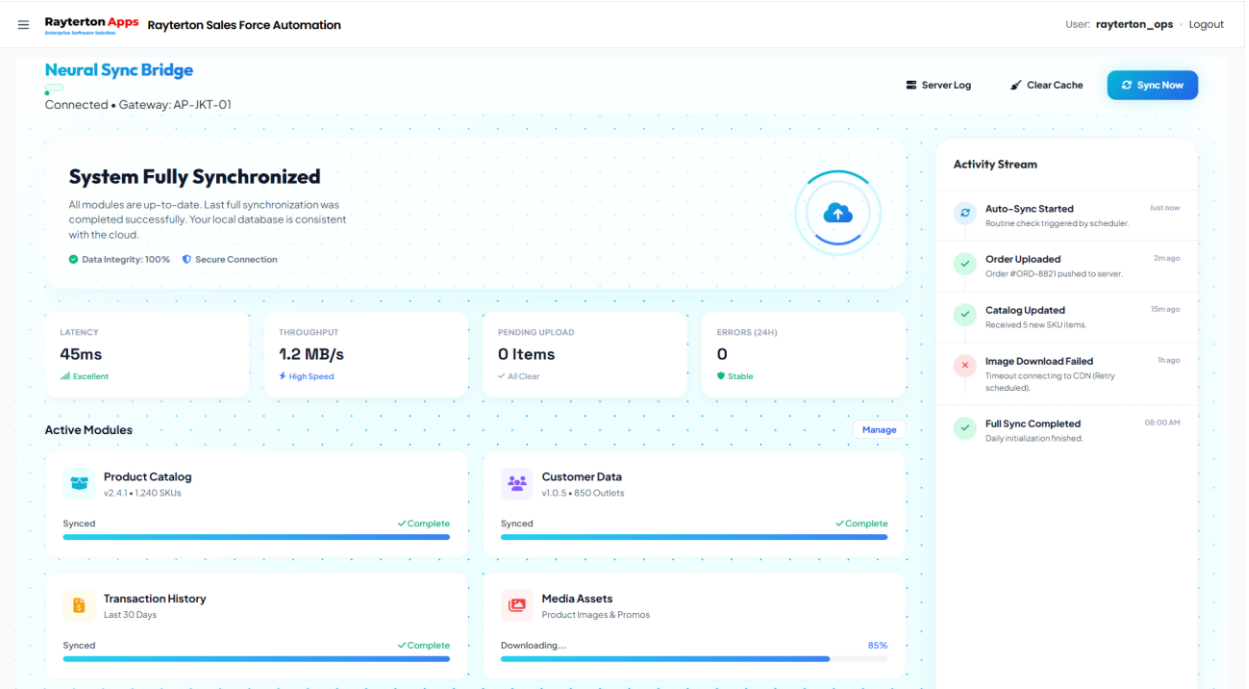 Rayterton Apps
Enterprise Software Solution
Rayterton Sales Force Automation
User: rayterton_ops • Logout
Neural Sync Bridge
Connected • Gateway: AP-JKT-01
Server Log
Clear Cache
Sync Now
System Fully Synchronized
All modules are up-to-date. Last full synchronization was
completed successfully. Your local database is consistent
with the cloud.
Data Integrity: 100%
Secure Connection
LATENCY
45ms
Excellent
THROUGHPUT
1.2 MB/s
High Speed
PENDING UPLOAD
0 Items
All Clear
ERRORS (24H)
0
Stable
Active Modules
Manage
Product Catalog
v2.4.1 • 1,240 SKUs
Synced
Complete
Customer Data
v1.0.5 • 850 Outlets
Synced
Complete
Transaction History
Last 30 Days
Synced
Complete
Media Assets
Product Images & Promos
Downloading...
85%
Activity Stream
Auto-Sync Started
Just now
Routine check triggered by scheduler.
Order Uploaded
2m ago
Order #ORD-8821 pushed to server.
Catalog Updated
15m ago
Received 5 new SKU items.
Image Download Failed
1h ago
Timeout connecting to CDN (Retry
scheduled).
Full Sync Completed
08:00 AM
Daily initialization finished.